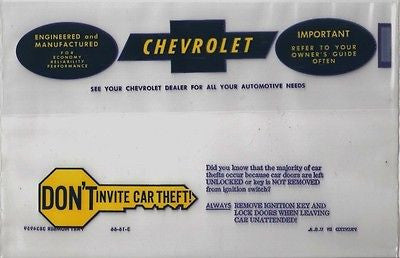 ENGINEERED and
MANUFACTURED
FOR
ECONOMY
RELIABILITY
PERFORMANCE
CHEVROLET
IMPORTANT
REFER TO YOUR
OWNER'S GUIDE
OFTEN
SEE YOUR CHEVROLET DEALER FOR ALL YOUR AUTOMOTIVE NEEDS
DON'T INVITE CAR THEFT!
Did you know that the majority of car
thefts occur because car doors are left
UNLOCKED or key is NOT REMOVED
from ignition switch?
ALWAYS REMOVE IGNITION KEY AND
LOCK DOORS WHEN LEAVING
CAR UNATTENDED!
PRINTED IN U.S.A.